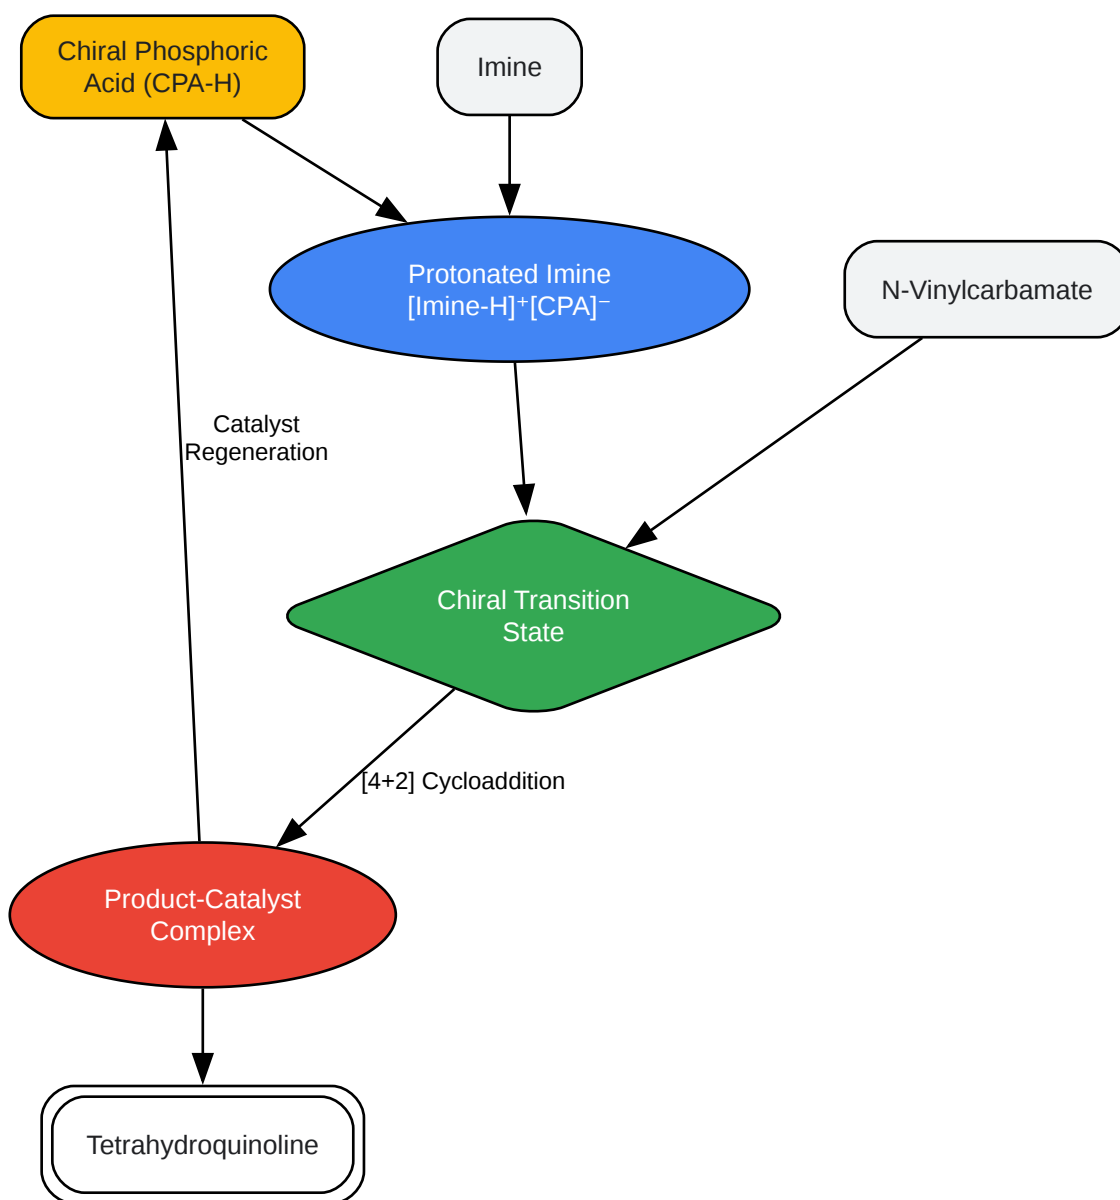 Chiral Phosphoric
Acid (CPA-H)
Imine
Protonated Imine
[Imine-H]⁺[CPA]⁻
N-Vinylcarbamate
Catalyst
Regeneration
Chiral Transition
State
[4+2] Cycloaddition
Product-Catalyst
Complex
Tetrahydroquinoline